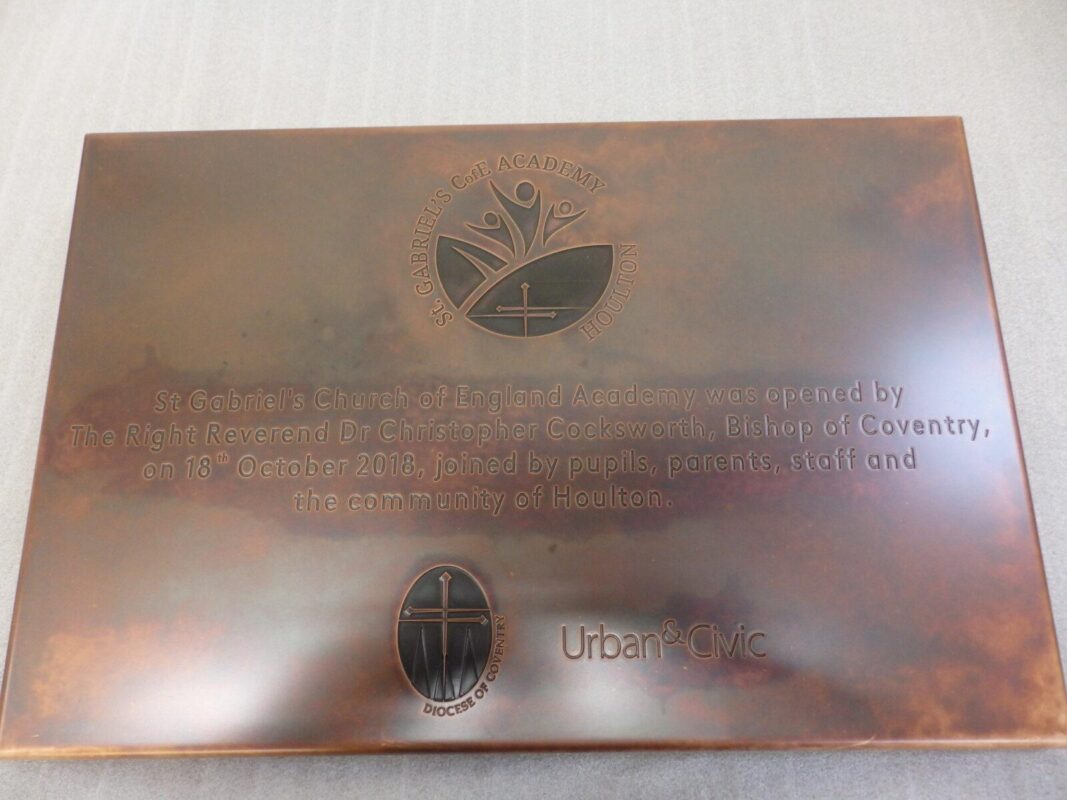 St. GABRIEL'S CofE ACADEMY
HOULTON
St Gabriel's Church of England Academy was opened by
The Right Reverend Dr Christopher Cocksworth, Bishop of Coventry,
on 18th October 2018, joined by pupils, parents, staff and
the community of Houlton.
DIOCESE OF COVENTRY
Urban&Civic